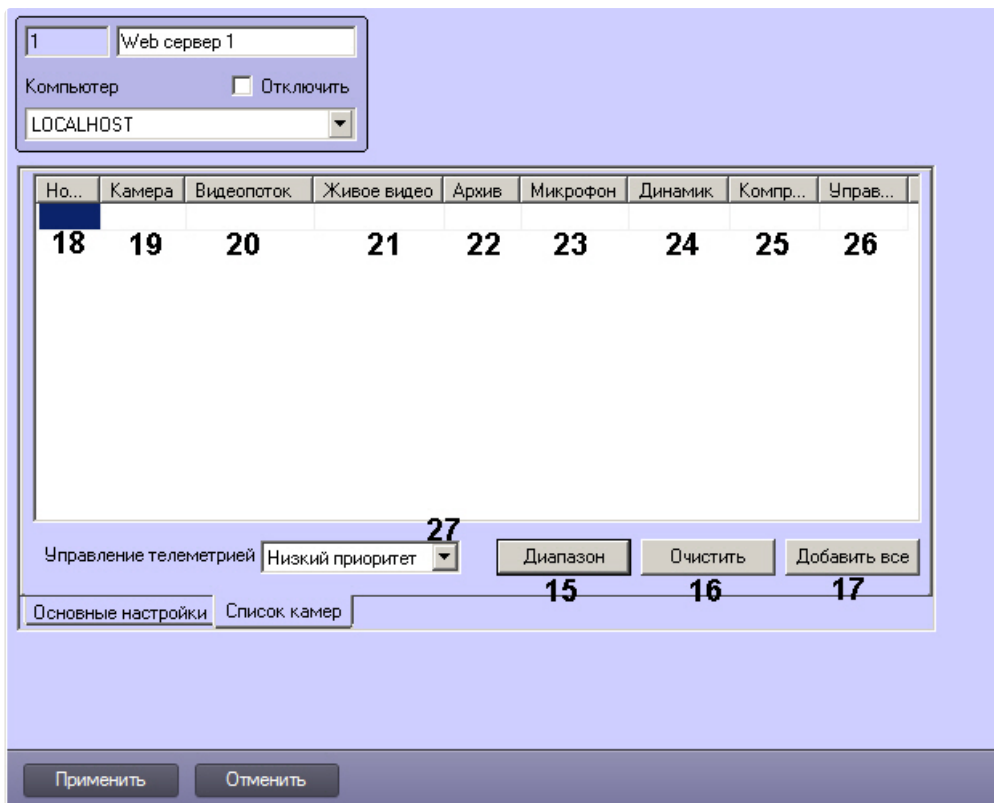 1 Web сервер 1
Компьютер Отключить
LOCALHOST
Но... Камера Видеопоток Живое видео Архив Микрофон Динамик Компр... Управ...
18 19 20 21 22 23 24 25 26
27
Управление телеметрией Низкий приоритет Диапазон Очистить Добавить все
15 16 17
Основные настройки Список камер
Применить Отменить